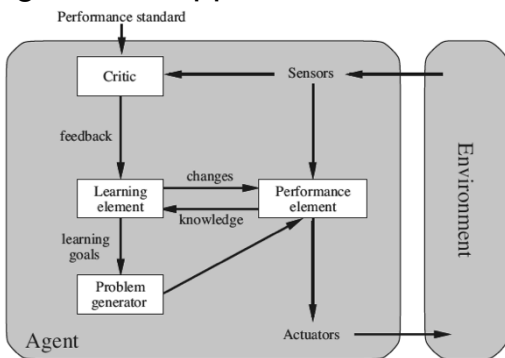 Performance standard
Critic
Sensors
feedback
changes
Learning
element
Performance
element
knowledge
learning
goals
Problem
generator
Agent
Actuators
Environment